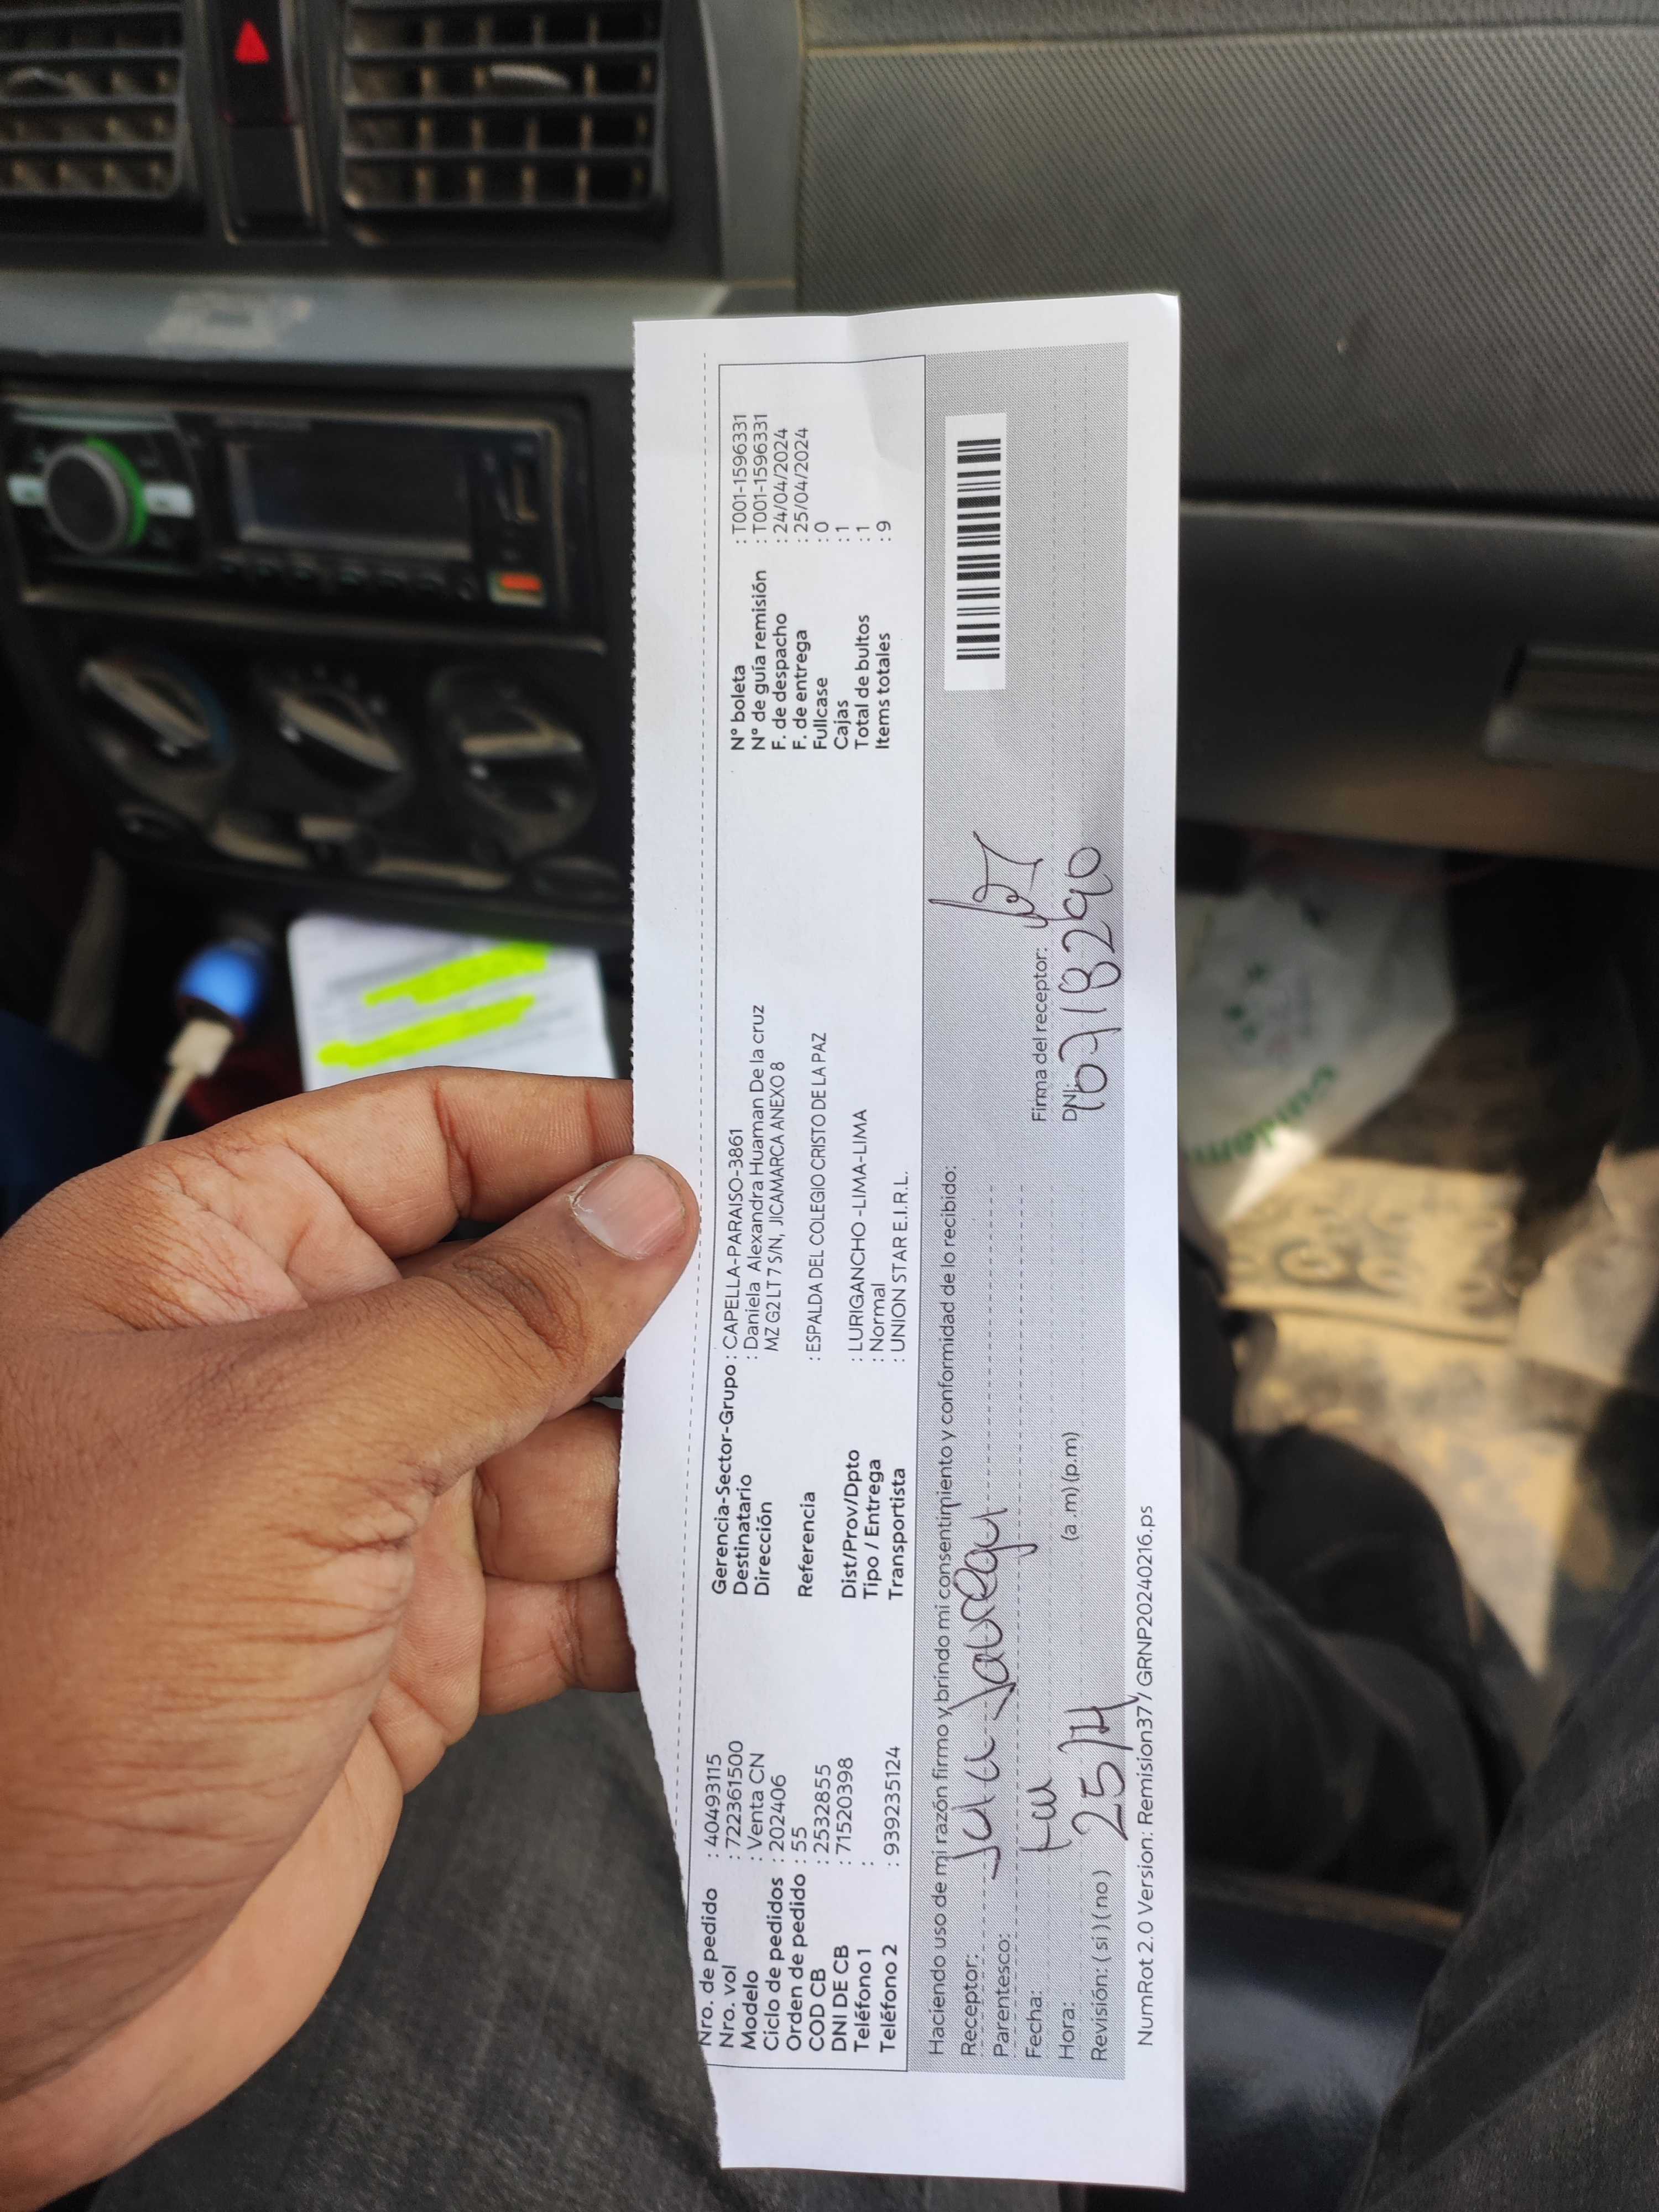 Nro. de pedido : 40493115
Nro. vol : 722361500
Modelo : Venta CN
Ciclo de pedidos : 202406
Orden de pedido : 55
COD CB : 2532855
DNI DE CB : 71520398
Teléfono 1 :
Teléfono 2 : 939235124
Gerencia-Sector-Grupo : CAPELLA-PARAISO-3861
Destinatario : Daniela Alexandra Huaman De la cruz
Dirección MZ G2 LT 7 S/N, JICAMARCA ANEXO 8
Referencia : ESPALDA DEL COLEGIO CRISTO DE LA PAZ
Dist/Prov/Dpto : LURIGANCHO -LIMA-LIMA
Tipo / Entrega : Normal
Transportista : UNION STAR E.I.R.L.
N° boleta : T001-1596331
N° de guía remisión : T001-1596331
F. de despacho : 24/04/2024
F. de entrega : 25/04/2024
Fullcase : 0
Cajas : 1
Total de bultos : 1
Items totales : 9
Haciendo uso de mi razón firmo y brindo mi consentimiento y conformidad de lo recibido:
Receptor: Jauregui
Parentesco:
Fecha: 25/4
Hora: (a .m) (p.m)
Revisión: ( si ) ( no )
Firma del receptor:
DNI:
NumRot 2.0 Version: Remision37 / GRNP20240216.ps